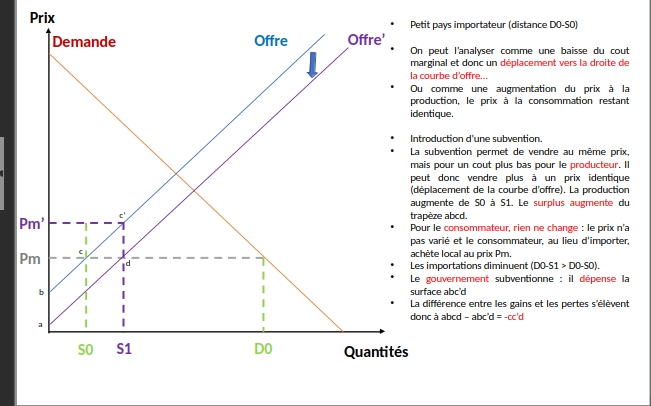 Prix
Demande
Offre
Offre’
Pm’
Pm
c’
c
d
b
a
S0
S1
D0
Quantités
• Petit pays importateur (distance D0-S0)
• On peut l’analyser comme une baisse du cout
marginal et donc un déplacement vers la droite de
la courbe d’offre…
• Ou comme une augmentation du prix à la
production, le prix à la consommation restant
identique.
• Introduction d’une subvention.
• La subvention permet de vendre au même prix,
mais pour un cout plus bas pour le producteur. Il
peut donc vendre plus à un prix identique
(déplacement de la courbe d’offre). La production
augmente de S0 à S1. Le surplus augmente du
trapèze abcd.
• Pour le consommateur, rien ne change : le prix n’a
pas varié et le consommateur, au lieu d’importer,
achète local au prix Pm.
• Les importations diminuent (D0-S1 > D0-S0).
• Le gouvernement subventionne : il dépense la
surface abc’d
• La différence entre les gains et les pertes s’élèvent
donc à abcd – abc’d = -cc’d